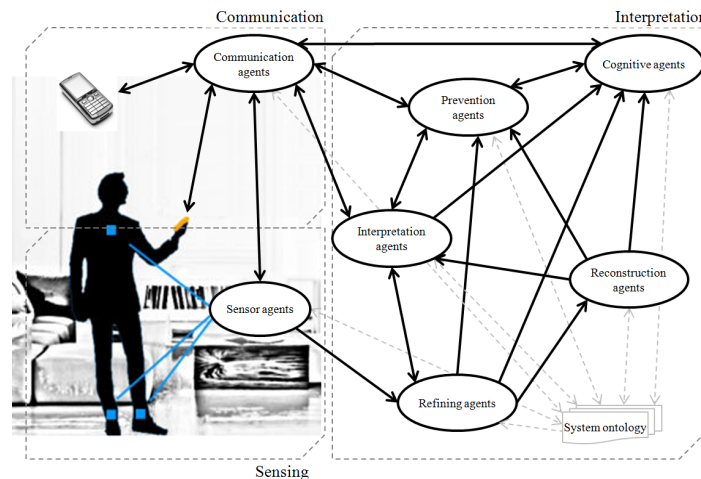 Communication
Interpretation
Communication
agents
Cognitive agents
Prevention
agents
Interpretation
agents
Reconstruction
agents
Sensor agents
Refining agents
System ontology
Sensing